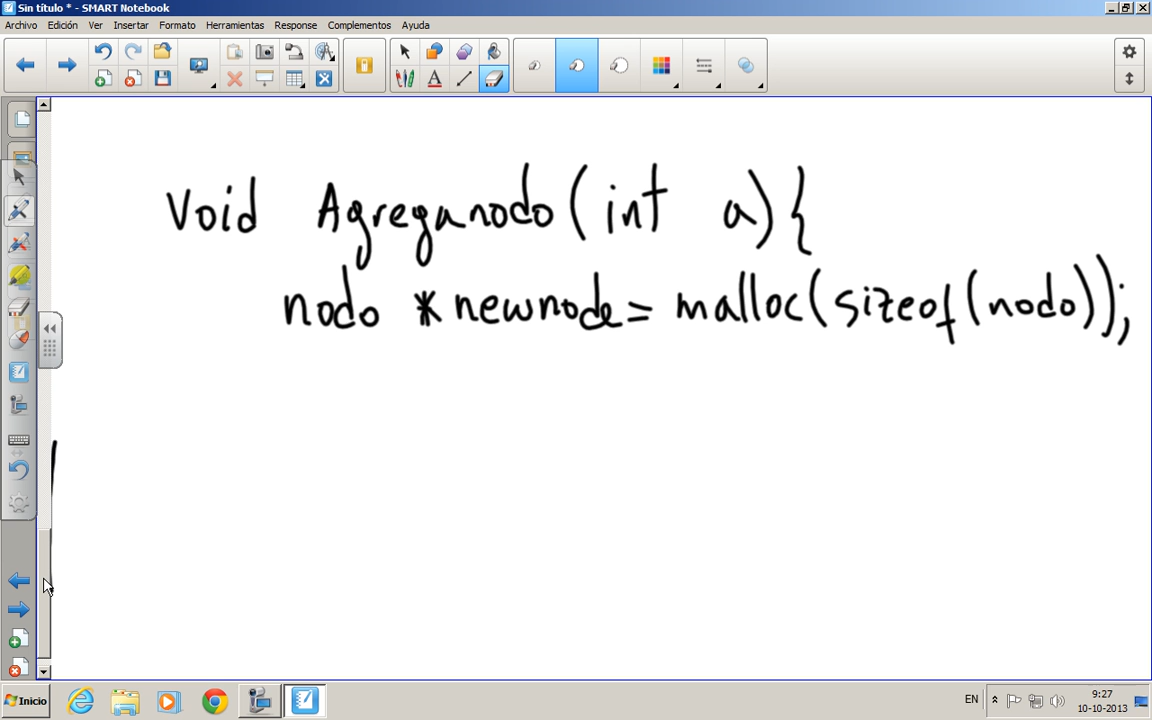 Sin título * - SMART Notebook
Archivo Edición Ver Insertar Formato Herramientas Response Complementos Ayuda
Void Agreganodo(int a){
nodo *newnode= malloc(sizeof(nodo));
Inicio
EN
9:27
10-10-2013